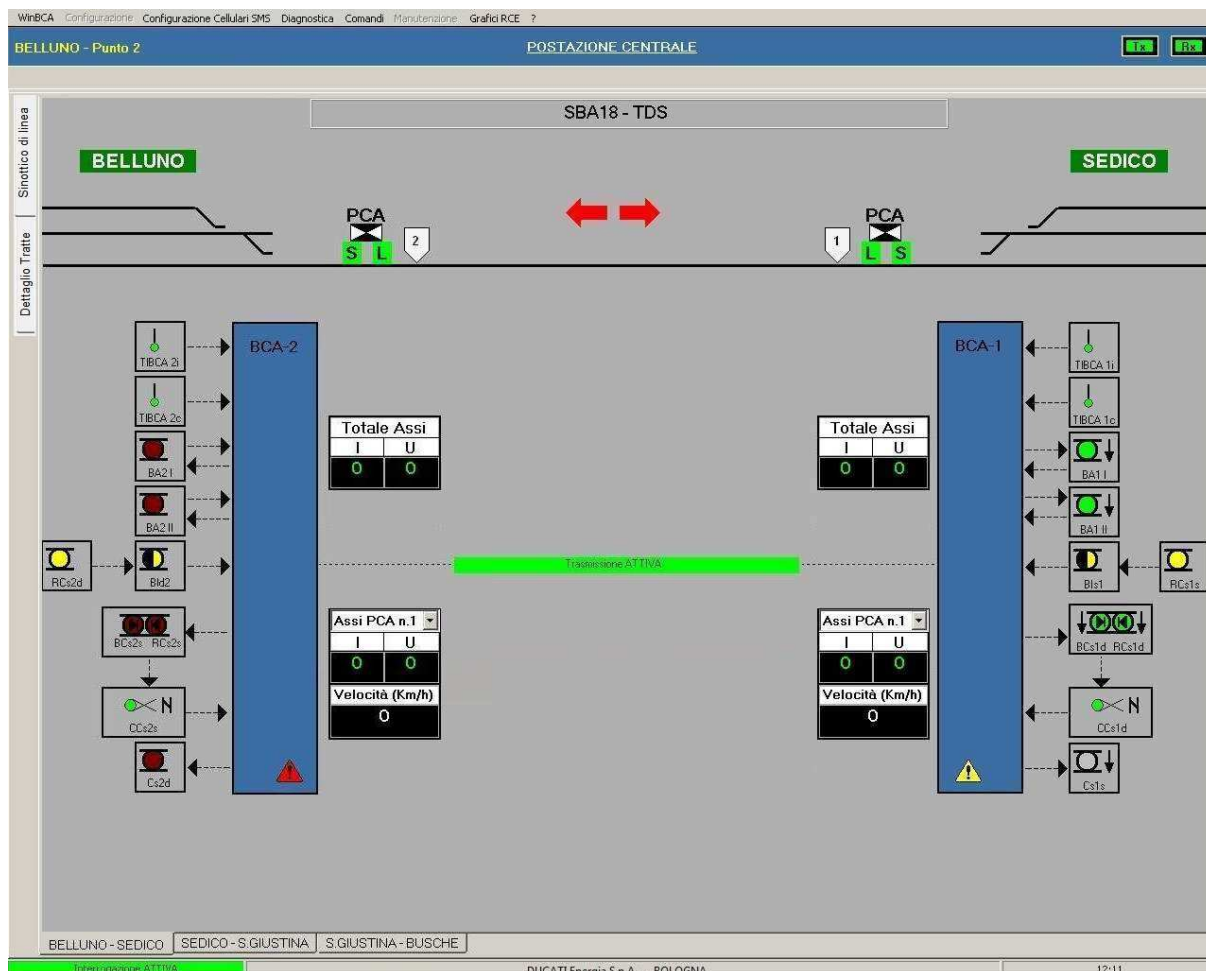 WinBCA Configurazione Configurazione Cellulari SMS Diagnostica Comandi Manutenzione Grafici RCE ?
BELLUNO - Punto 2 POSTAZIONE CENTRALE Tx Rx
SBA18 - TDS
Sinottico di linea
Dettaglio Tratte
BELLUNO SEDICO
PCA PCA
S L 2 1 L S
BCA-2 BCA-1
TIBCA 2i TIBCA 1i
TIBCA 2c TIBCA 1c
Totale Assi Totale Assi
I U I U
0 0 0 0
BA2 I BA1 I
BA2 II BA1 II
Trasmissione ATTIVA
RCs2d BId2 BIs1 RCs1s
Assi PCA n.1 Assi PCA n.1
I U I U
BCs2s RCs2s BCs1d RCs1d
0 0 0 0
Velocità (Km/h) Velocità (Km/h)
0 0
N N
CCs2s CCs1d
Cs2d Cs1s
BELLUNO - SEDICO SEDICO - S.GIUSTINA S.GIUSTINA - BUSCHE
Interrogazione ATTIVA DUCATI Energia S.p.A. BOLOGNA 12:11